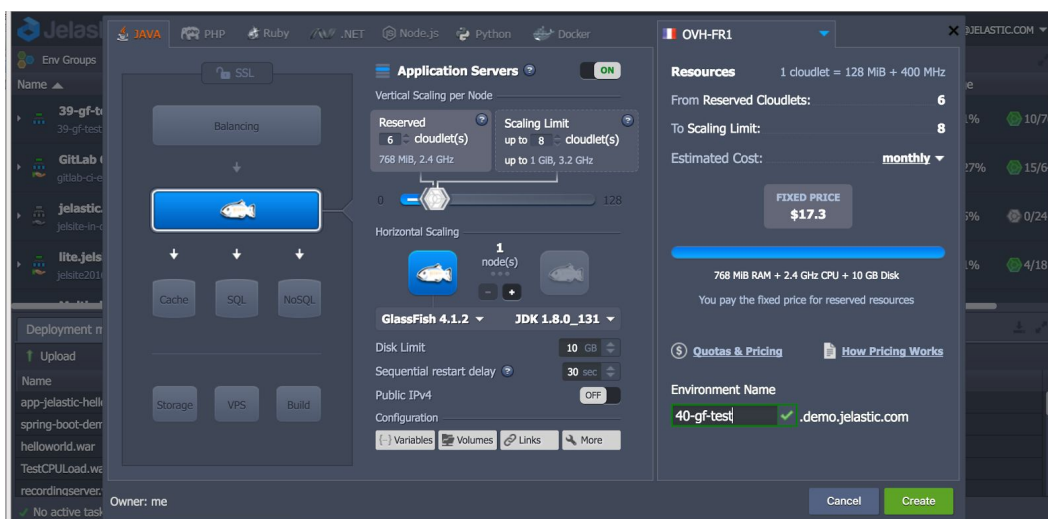 Jelas
JAVA PHP Ruby .NET Node.js Python Docker
OVH-FR1
@JELASTIC.COM
Env Groups
Name
39-gf-te
39-gf-test
GitLab
gitlab-ci-e
jelastic.
jelsite-in-
lite.jels
jelsite201
1% 10/7
27% 15/6
5% 0/24
1% 4/18
SSL
Balancing
Cache SQL NoSQL
Storage VPS Build
Application Servers ? ON
Vertical Scaling per Node
Reserved ?
6 cloudlet(s)
768 MiB, 2.4 GHz
Scaling Limit ?
up to 8 cloudlet(s)
up to 1 GiB, 3.2 GHz
0 128
Horizontal Scaling
1
node(s)
- +
GlassFish 4.1.2 JDK 1.8.0_131
Disk Limit 10 GB
Sequential restart delay ? 30 sec
Public IPv4 OFF
Configuration
{--} Variables Volumes Links More
Resources 1 cloudlet = 128 MiB + 400 MHz
From Reserved Cloudlets: 6
To Scaling Limit: 8
Estimated Cost: monthly
FIXED PRICE
$17.3
768 MiB RAM + 2.4 GHz CPU + 10 GB Disk
You pay the fixed price for reserved resources
$ Quotas & Pricing How Pricing Works
Environment Name
40-gf-test .demo.jelastic.com
Deployment m
Upload
Name
app-jelastic-hell
spring-boot-dem
helloworld.war
TestCPULoad.wa
recordingserver.
No active task
Owner: me
Cancel Create